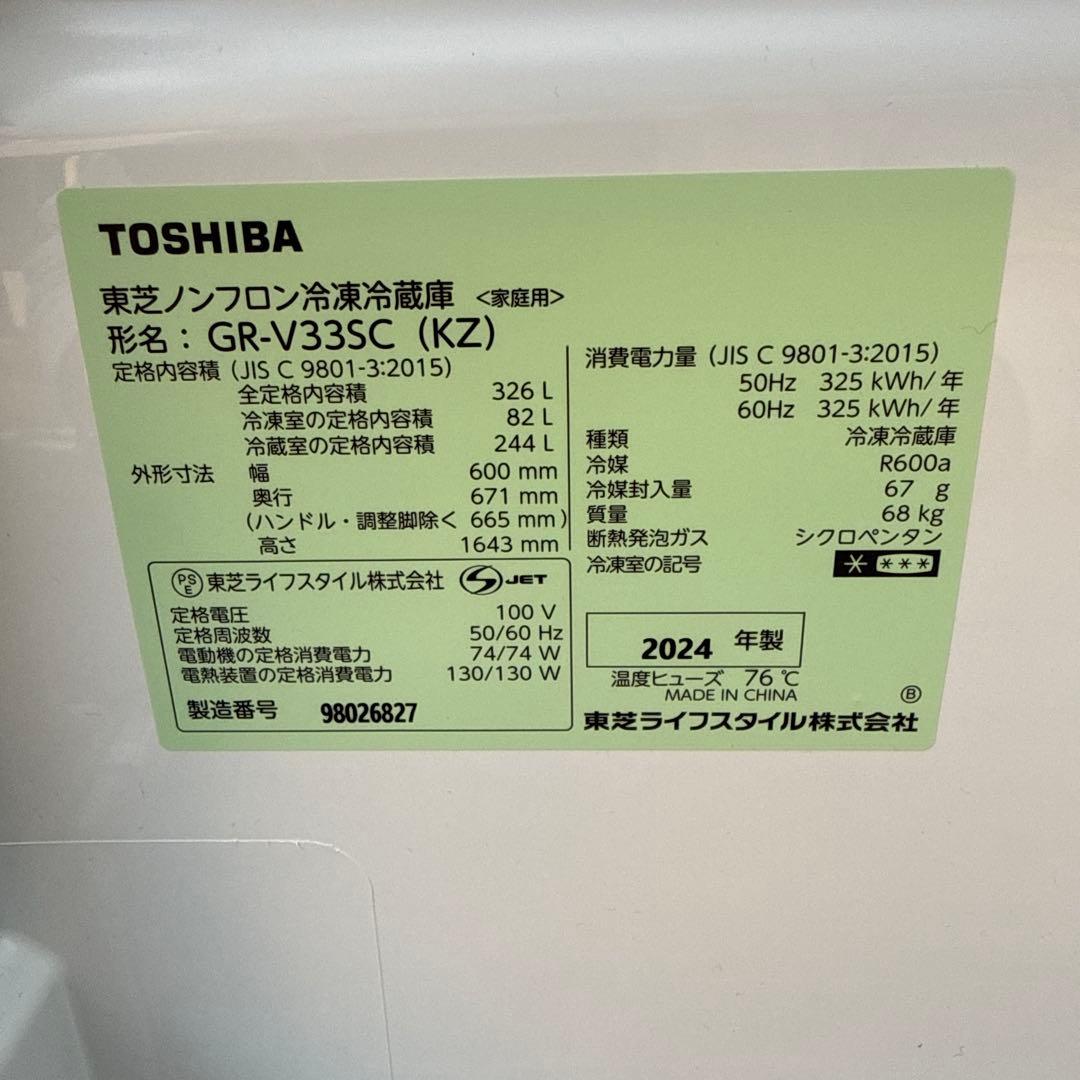 TOSHIBA
東芝ノンフロン冷凍冷蔵庫 <家庭用>
形名： GR-V33SC (KZ)
定格内容積 (JIS C 9801-3:2015)
全定格内容積 326 L
冷凍室の定格内容積 82 L
冷蔵室の定格内容積 244 L
外形寸法 幅 600 mm
奥行 671 mm
(ハンドル・調整脚除く 665 mm)
高さ 1643 mm
PSE 東芝ライフスタイル株式会社 S JET
定格電圧 100 V
定格周波数 50/60 Hz
電動機の定格消費電力 74/74 W
電熱装置の定格消費電力 130/130 W
製造番号 98026827
消費電力量 (JIS C 9801-3:2015)
50Hz 325 kWh/年
60Hz 325 kWh/年
種類 冷凍冷蔵庫
冷媒 R600a
冷媒封入量 67 g
質量 68 kg
断熱発泡ガス シクロペンタン
冷凍室の記号 * ***
2024 年製
温度ヒューズ 76 ℃
MADE IN CHINA Ⓑ
東芝ライフスタイル株式会社